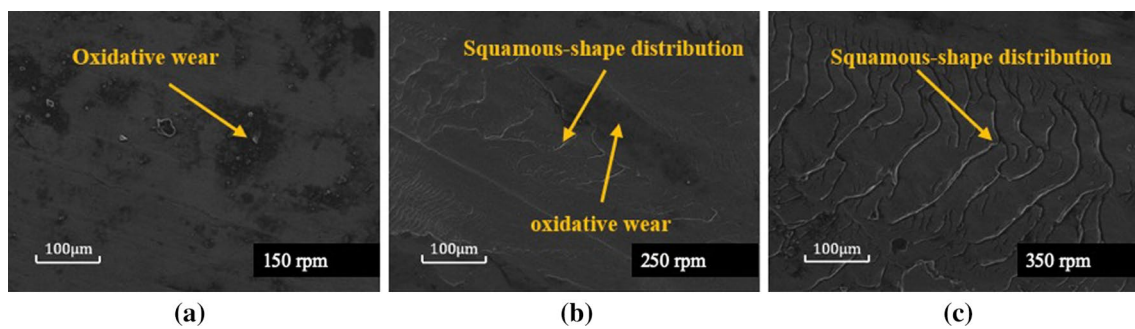 Oxidative wear
100μm
150 rpm
(a)
Squamous-shape distribution
oxidative wear
100μm
250 rpm
(b)
Squamous-shape distribution
100μm
350 rpm
(c)